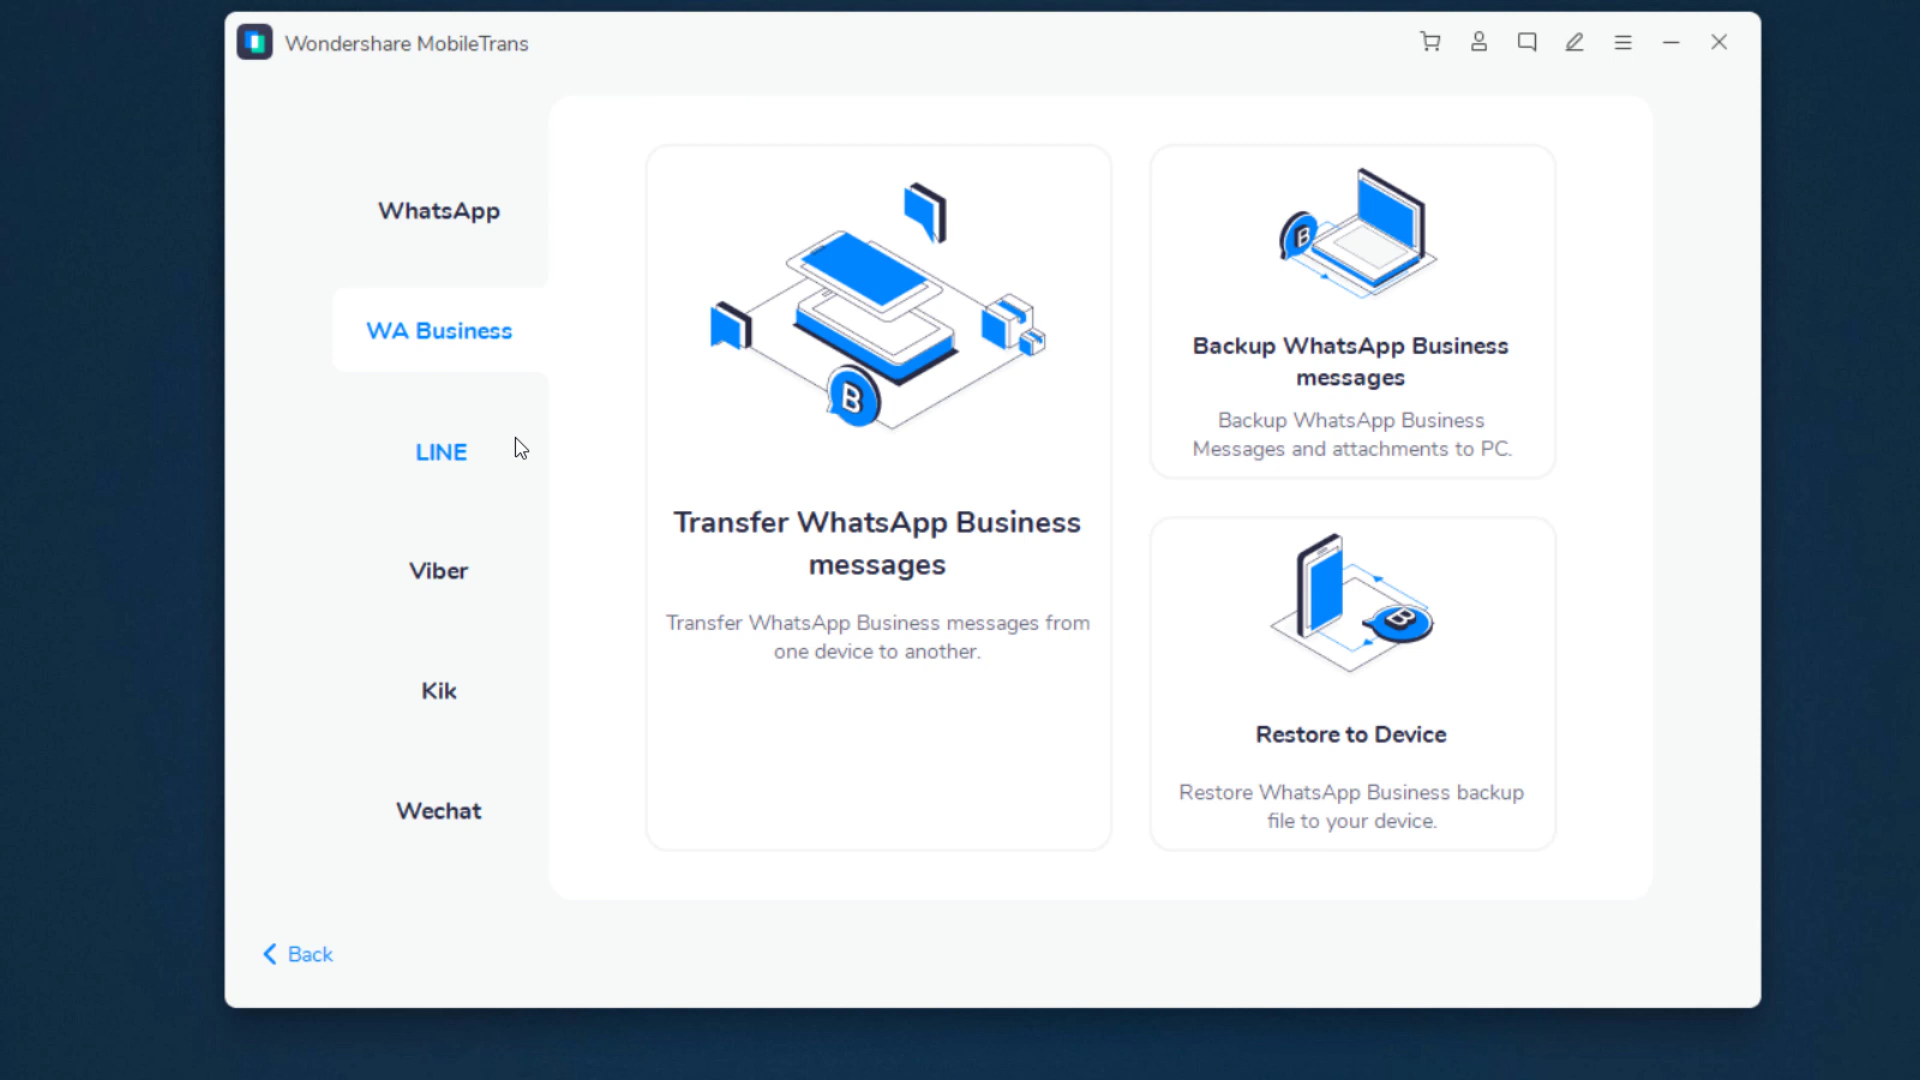 Wondershare MobileTrans
WhatsApp
WA Business
LINE
Viber
Kik
Wechat
Back
B
Transfer WhatsApp Business
messages
Transfer WhatsApp Business messages from
one device to another.
B
Backup WhatsApp Business
messages
Backup WhatsApp Business
Messages and attachments to PC.
B
Restore to Device
Restore WhatsApp Business backup
file to your device.